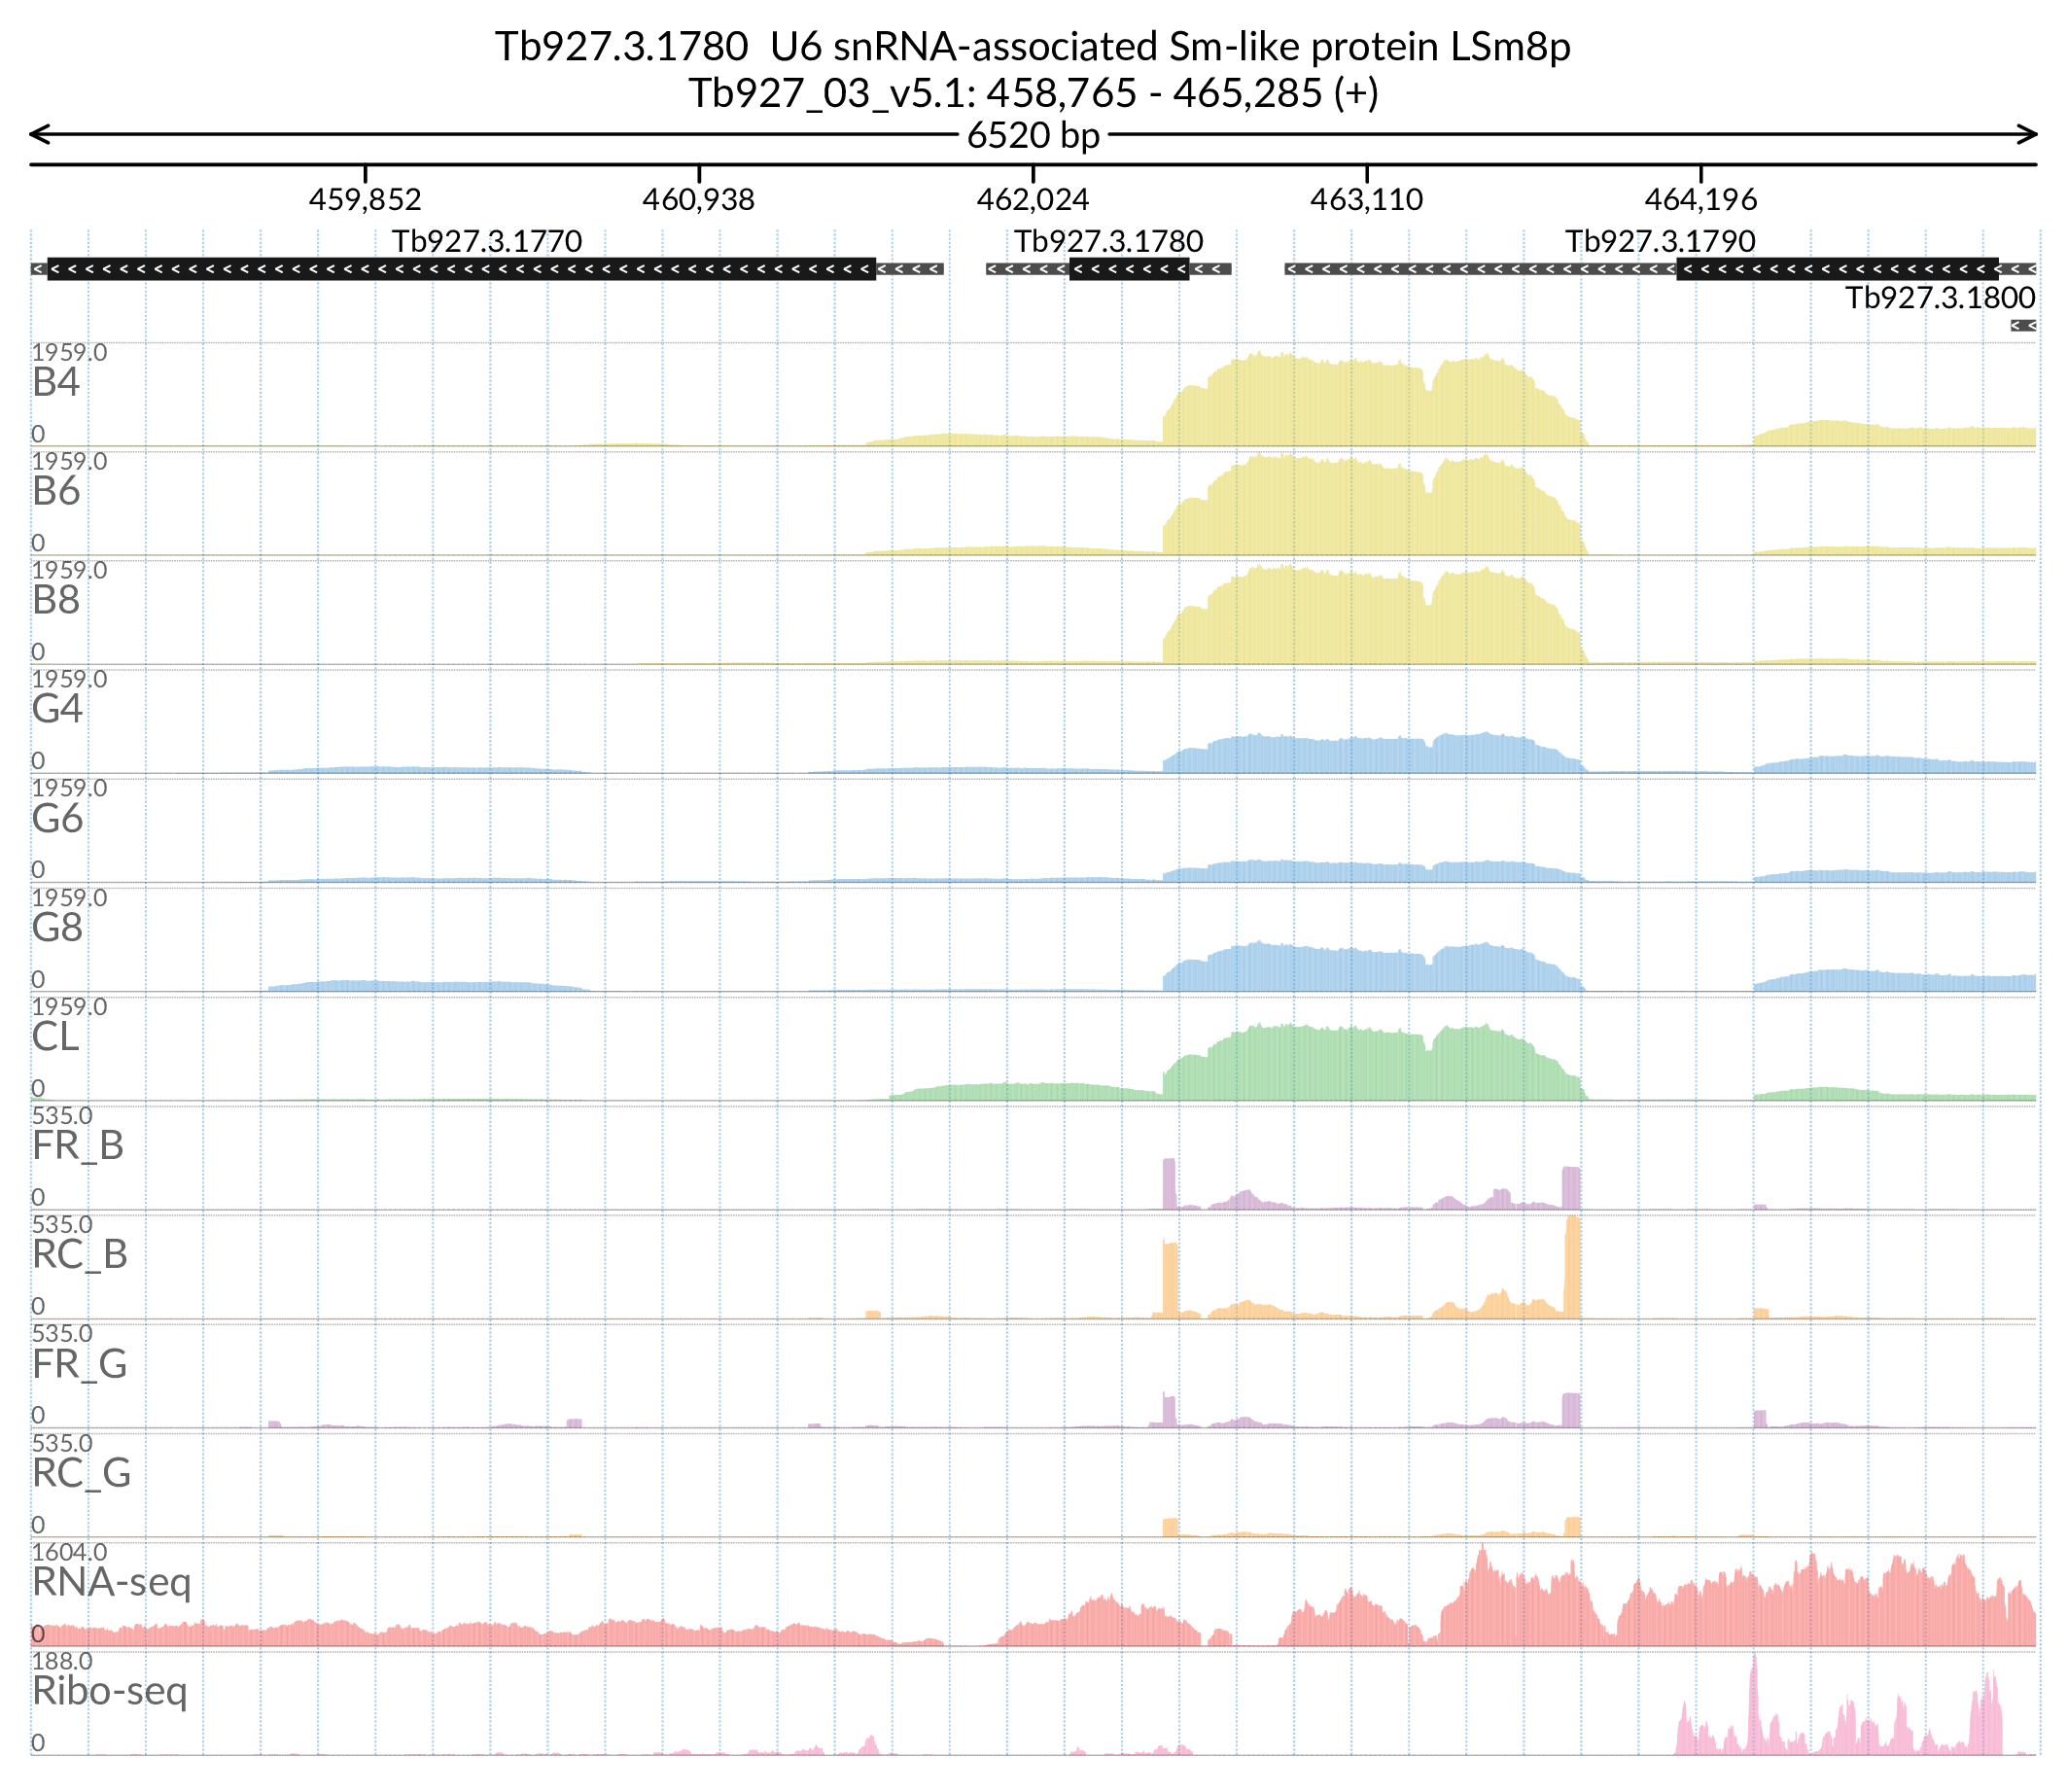 Tb927.3.1780 U6 snRNA-associated Sm-like protein LSm8p
Tb927_03_v5.1: 458,765 - 465,285 (+)
6520 bp
459,852 460,938 462,024 463,110 464,196
Tb927.3.1770 Tb927.3.1780 Tb927.3.1790
Tb927.3.1800
1959.0
B4
0
1959.0
B6
0
1959.0
B8
0
1959.0
G4
0
1959.0
G6
0
1959.0
G8
0
1959.0
CL
0
535.0
FR_B
0
535.0
RC_B
0
535.0
FR_G
0
535.0
RC_G
0
1604.0
RNA-seq
0
188.0
Ribo-seq
0